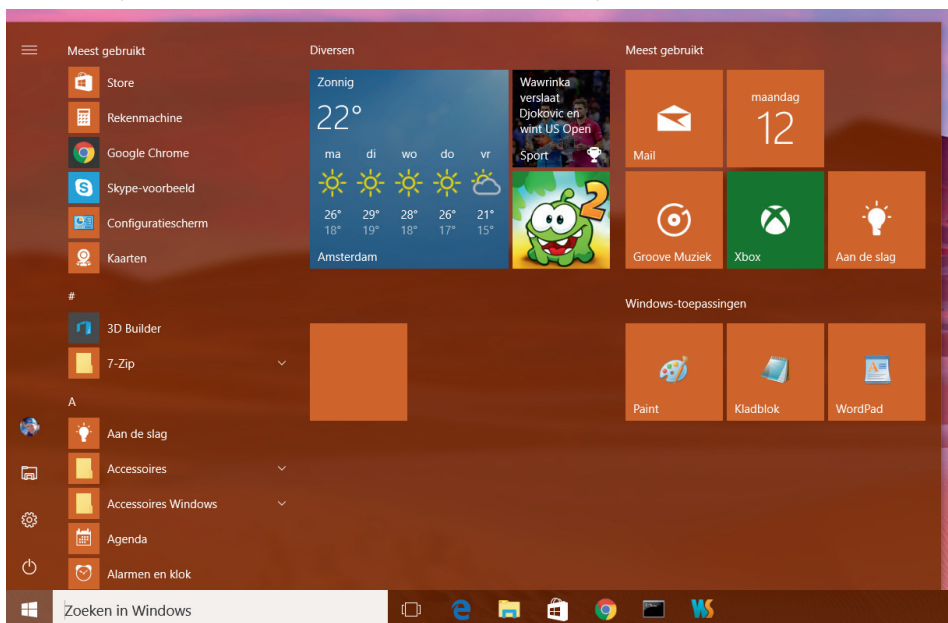 Meest gebruikt
Store
Rekenmachine
Google Chrome
Skype-voorbeeld
Configuratiescherm
Kaarten
#
3D Builder
7-Zip
A
Aan de slag
Accessoires
Accessoires Windows
Agenda
Alarmen en klok
Diversen
Zonnig
22°
ma di wo do vr
26° 29° 28° 26° 21°
18° 19° 18° 17° 15°
Amsterdam
Wawrinka
verslaat
Djokovic en
wint US Open
Sport
2
Meest gebruikt
Mail
maandag
12
Groove Muziek
Xbox
Aan de slag
Windows-toepassingen
Paint
Kladblok
WordPad
Zoeken in Windows